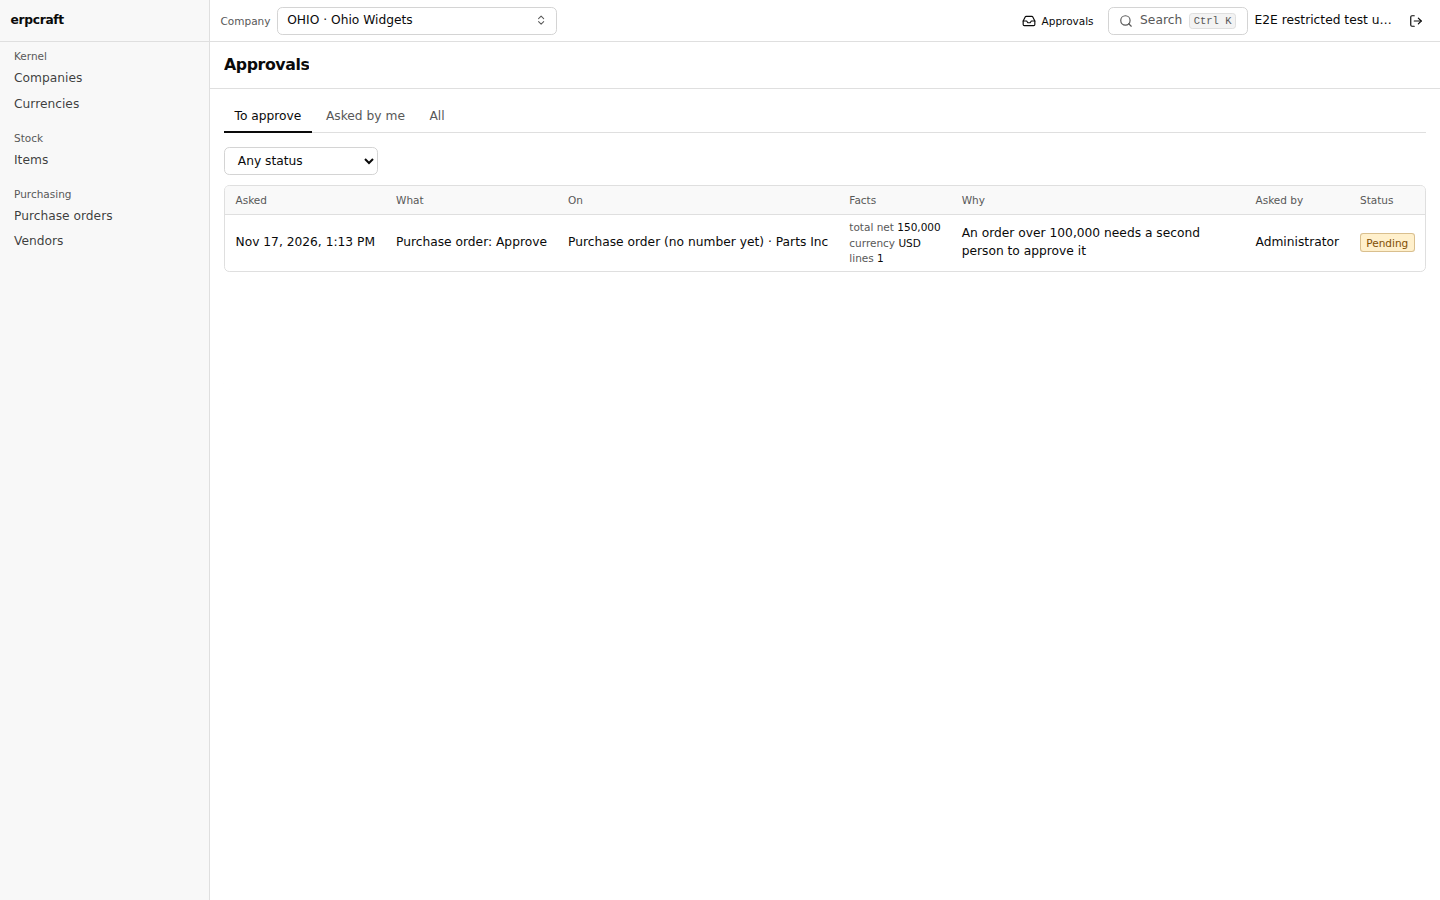 erpcraft
Company
OHIO · Ohio Widgets
Approvals
Search
Ctrl K
E2E restricted test u…
Kernel
Companies
Currencies
Stock
Items
Purchasing
Purchase orders
Vendors
Approvals
To approve
Asked by me
All
Any status
Asked
What
On
Facts
Why
Asked by
Status
Nov 17, 2026, 1:13 PM
Purchase order: Approve
Purchase order (no number yet) · Parts Inc
total net 150,000
currency USD
lines 1
An order over 100,000 needs a second
person to approve it
Administrator
Pending